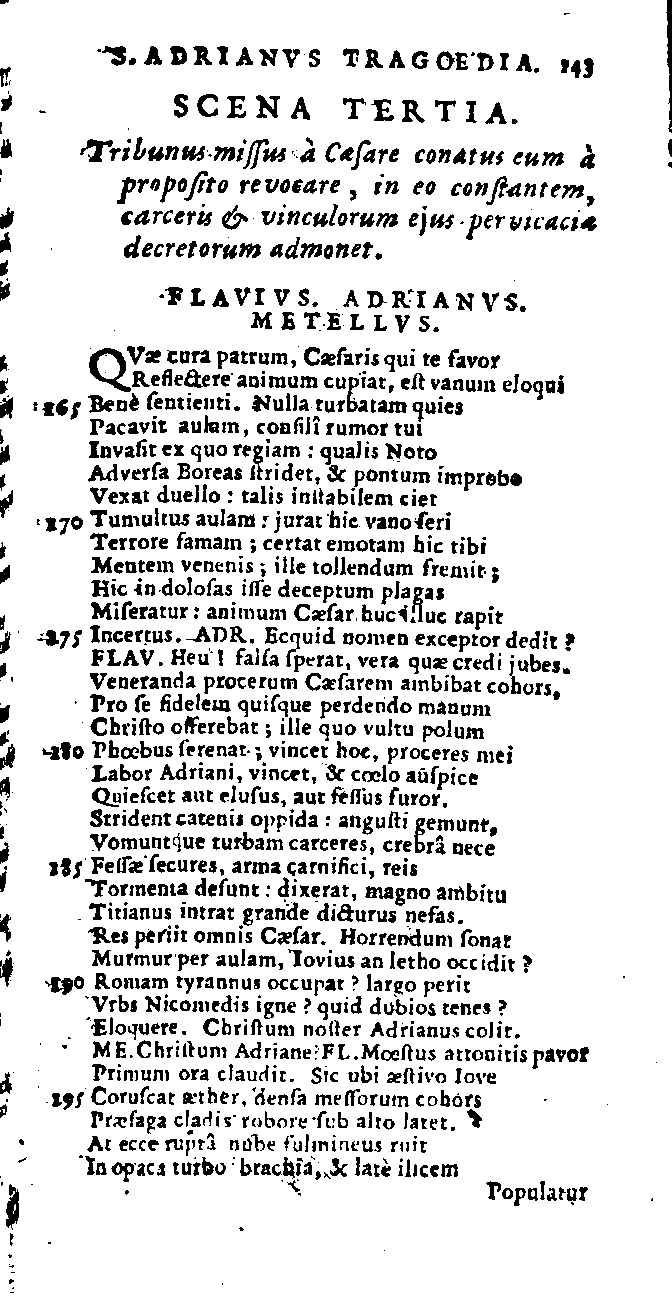 S. ADRIANVS TRAGOEDIA. 143
SCENA TERTIA.
Tribunus missus à Cæsare conatus eum à
proposito revocare, in eo constantem,
carceris & vinculorum ejus pervicacia
decretorum admonet.
FLAVIVS. ADRIANVS.
METELLVS.
QVæ cura patrum, Cæsaris qui te favor
Reflectere animum cupiat, est vanum eloqui
265 Benè sentienti. Nulla turbatam quies
Pacavit aulam, consilî rumor tui
Invasit ex quo regiam : qualis Noto
Adversa Boreas stridet, & pontum improbo
Vexat duello : talis instabilem ciet
270 Tumultus aulam : jurat hic vano seri
Terrore famam ; certat emotam hic tibi
Mentem venenis ; ille tollendum fremit ;
Hic in dolosas isse deceptum plagas
Miseratur : animum Cæsar huc illuc rapit
275 Incertus. ADR. Ecquid nomen exceptor dedit ?
FLAV. Heu ! falsa sperat, vera quæ credi jubes.
Veneranda procerum Cæsarem ambibat cohors,
Pro se fidelem quisque perdendo manum
Christo offerebat ; ille quo vultu polum
280 Phœbus serenat ; vincet hoc, proceres mei
Labor Adriani, vincet, & cœlo auspice
Quiescet aut elusus, aut fessus furor.
Strident catenis oppida : angusti gemunt,
Vomuntque turbam carceres, crebrâ nece
285 Fessæ secures, arma carnifici, reis
Tormenta desunt : dixerat, magno ambitu
Titianus intrat grande dicturus nefas.
Res periit omnis Cæsar. Horrendum sonat
Murmur per aulam, Iovius an letho occidit ?
290 Romam tyrannus occupat ? largo perit
Vrbs Nicomedis igne ? quid dubios tenes ?
Eloquere. Christum noster Adrianus colit.
ME. Christum Adriane ? FL. Mœstus attonitis pavor
Primum ora claudit. Sic ubi æstivo Iove
295 Coruscat æther, densa messorum cohors
Præsaga cladis robore sub alto latet.
At ecce ruptâ nube fulmineus ruit
In opaca turbo brachia, & latè ilicem
Populatur